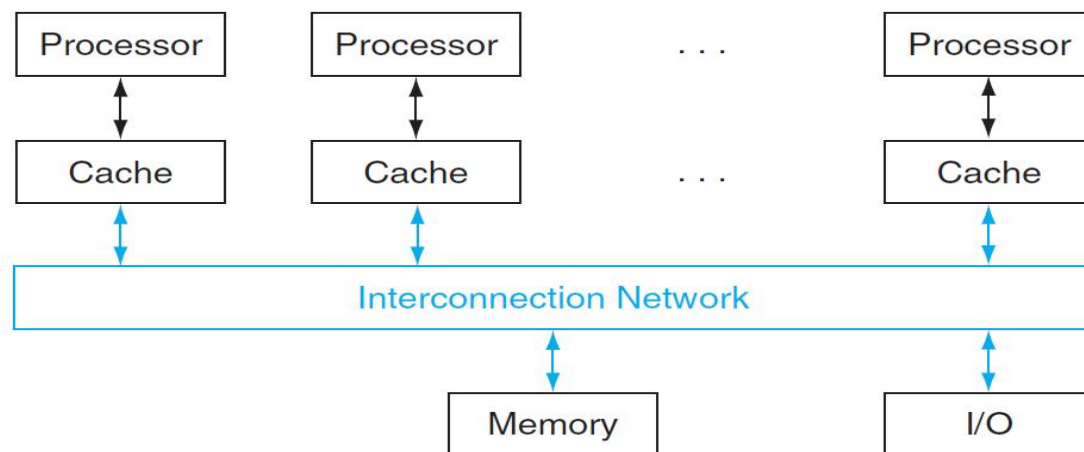 Processor Processor . . . Processor
Cache Cache . . . Cache
Interconnection Network
Memory I/O